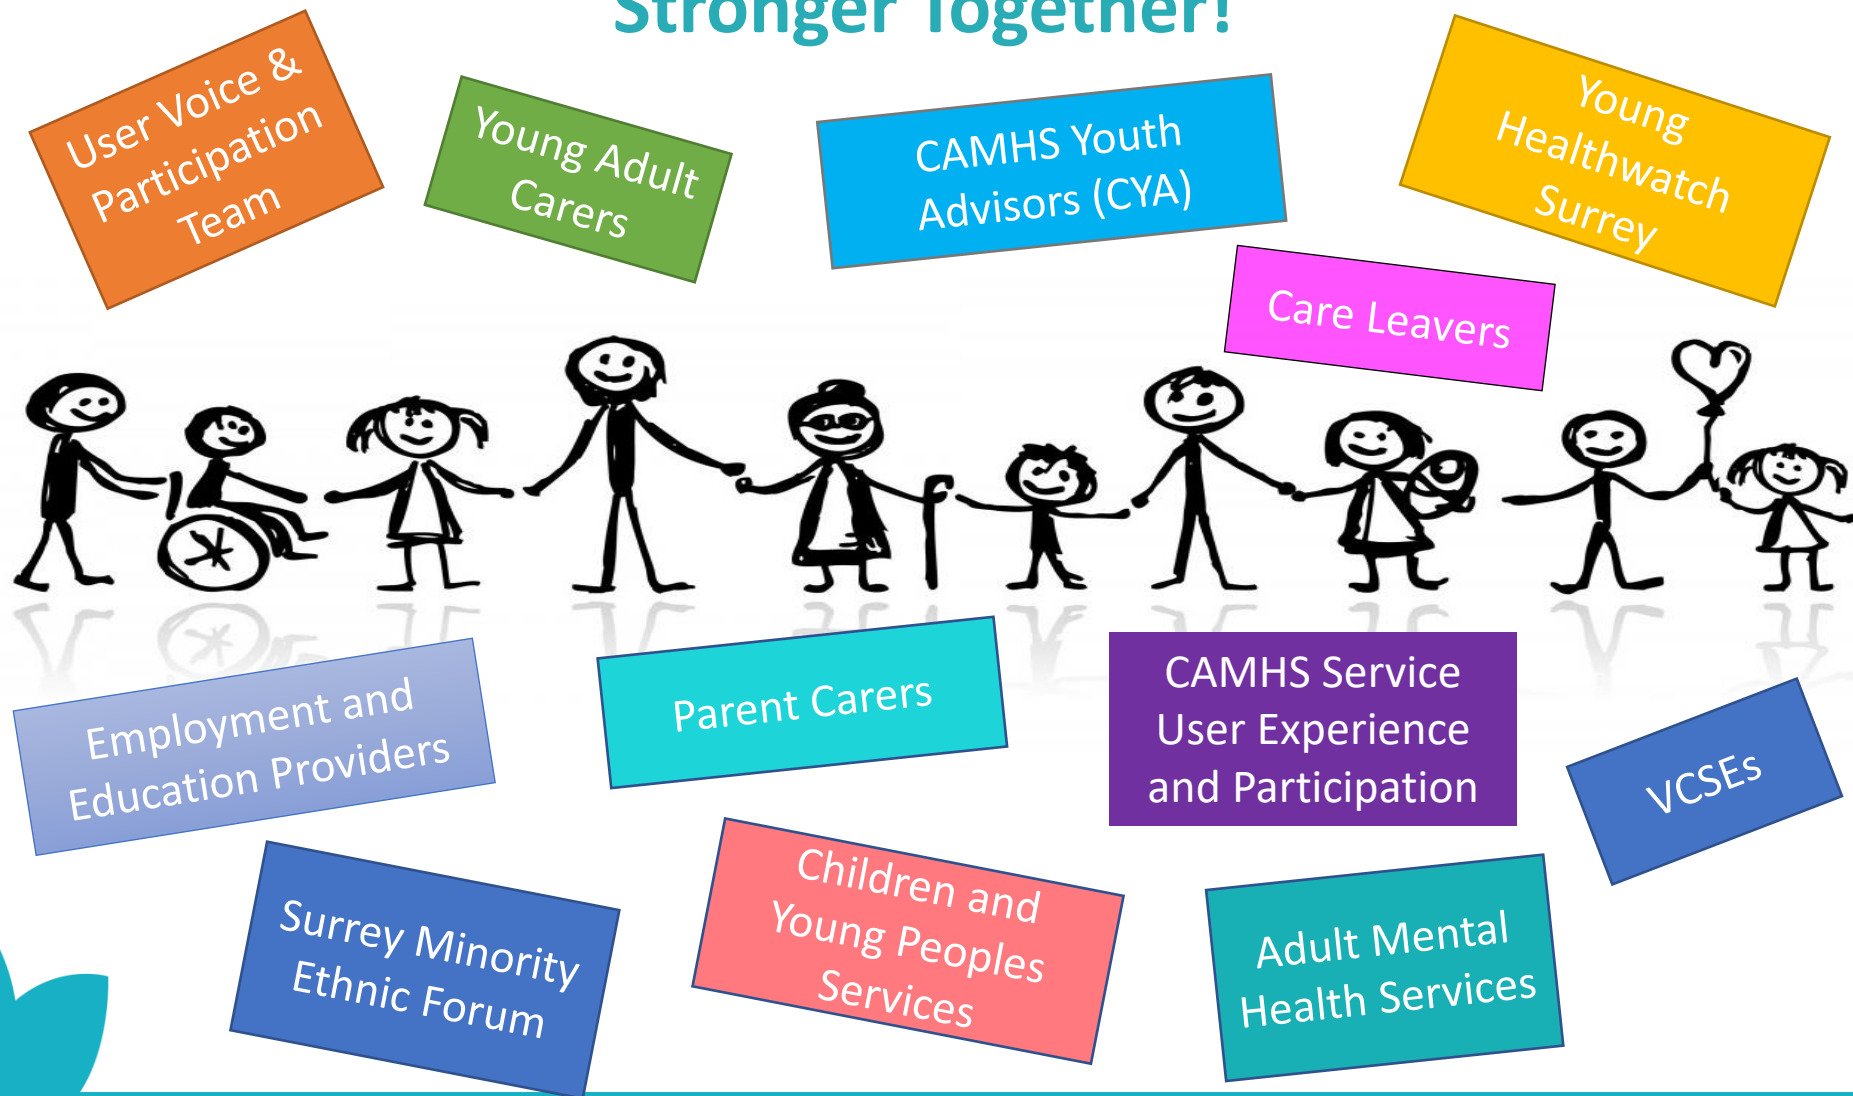 Stronger Together!
User Voice &
Participation
Team
Young Adult
Carers
CAMHS Youth
Advisors (CYA)
Young
Healthwatch
Surrey
Care Leavers
Employment and
Education Providers
Parent Carers
CAMHS Service
User Experience
and Participation
VCSEs
Surrey Minority
Ethnic Forum
Children and
Young Peoples
Services
Adult Mental
Health Services